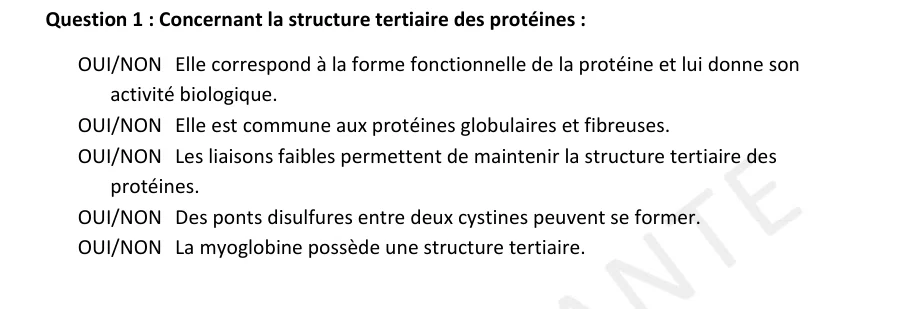 Question 1 : Concernant la structure tertiaire des protéines :
OUI/NON Elle correspond à la forme fonctionnelle de la protéine et lui donne son
activité biologique.
OUI/NON Elle est commune aux protéines globulaires et fibreuses.
OUI/NON Les liaisons faibles permettent de maintenir la structure tertiaire des
protéines.
OUI/NON Des ponts disulfures entre deux cystines peuvent se former.
OUI/NON La myoglobine possède une structure tertiaire.
ANTE